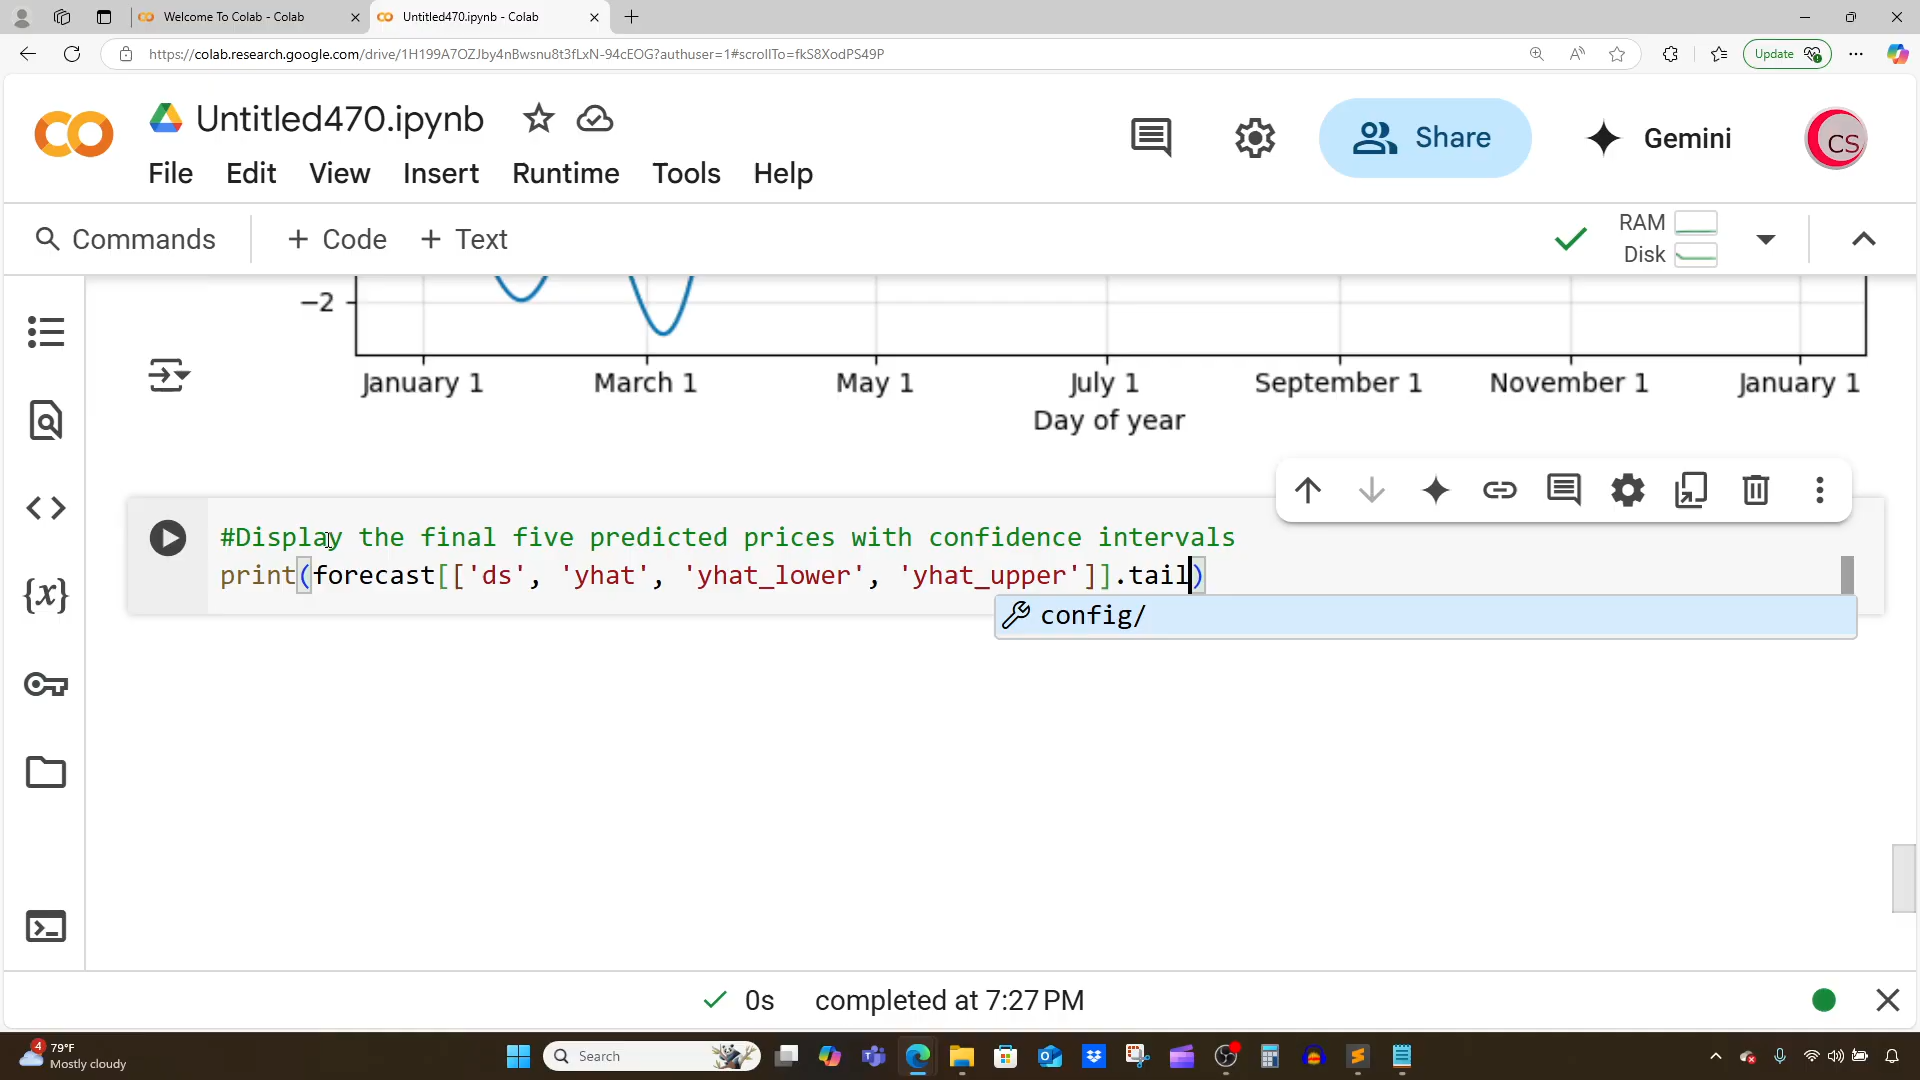 Welcome To Colab - Colab
Untitled470.ipynb - Colab
https://colab.research.google.com/drive/1H199A7OZJby4nBwsnu8t3fLxN-94cEOG?authuser=1#scrollTo=fkS8XodPS49P
Update
Untitled470.ipynb
Share
Gemini
CS
File Edit View Insert Runtime Tools Help
Commands
+ Code + Text
RAM
Disk
−2
January 1 March 1 May 1 July 1 September 1 November 1 January 1
Day of year
#Display the final five predicted prices with confidence intervals
print(forecast[['ds', 'yhat', 'yhat_lower', 'yhat_upper']].tail)
config/
{x}
0s completed at 7:27 PM
4
79°F
Mostly cloudy
Search